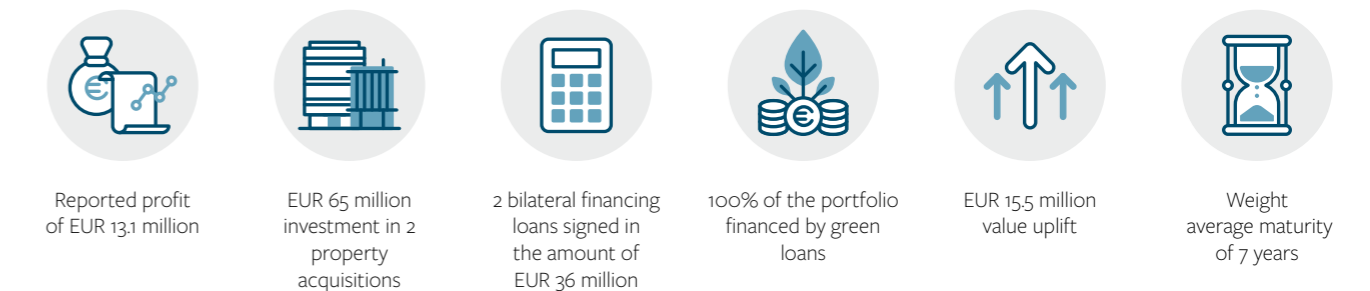 Reported profit
of EUR 13.1 million
EUR 65 million
investment in 2
property
acquisitions
2 bilateral financing
loans signed in
the amount of
EUR 36 million
100% of the portfolio
financed by green
loans
EUR 15.5 million
value uplift
Weight
average maturity
of 7 years